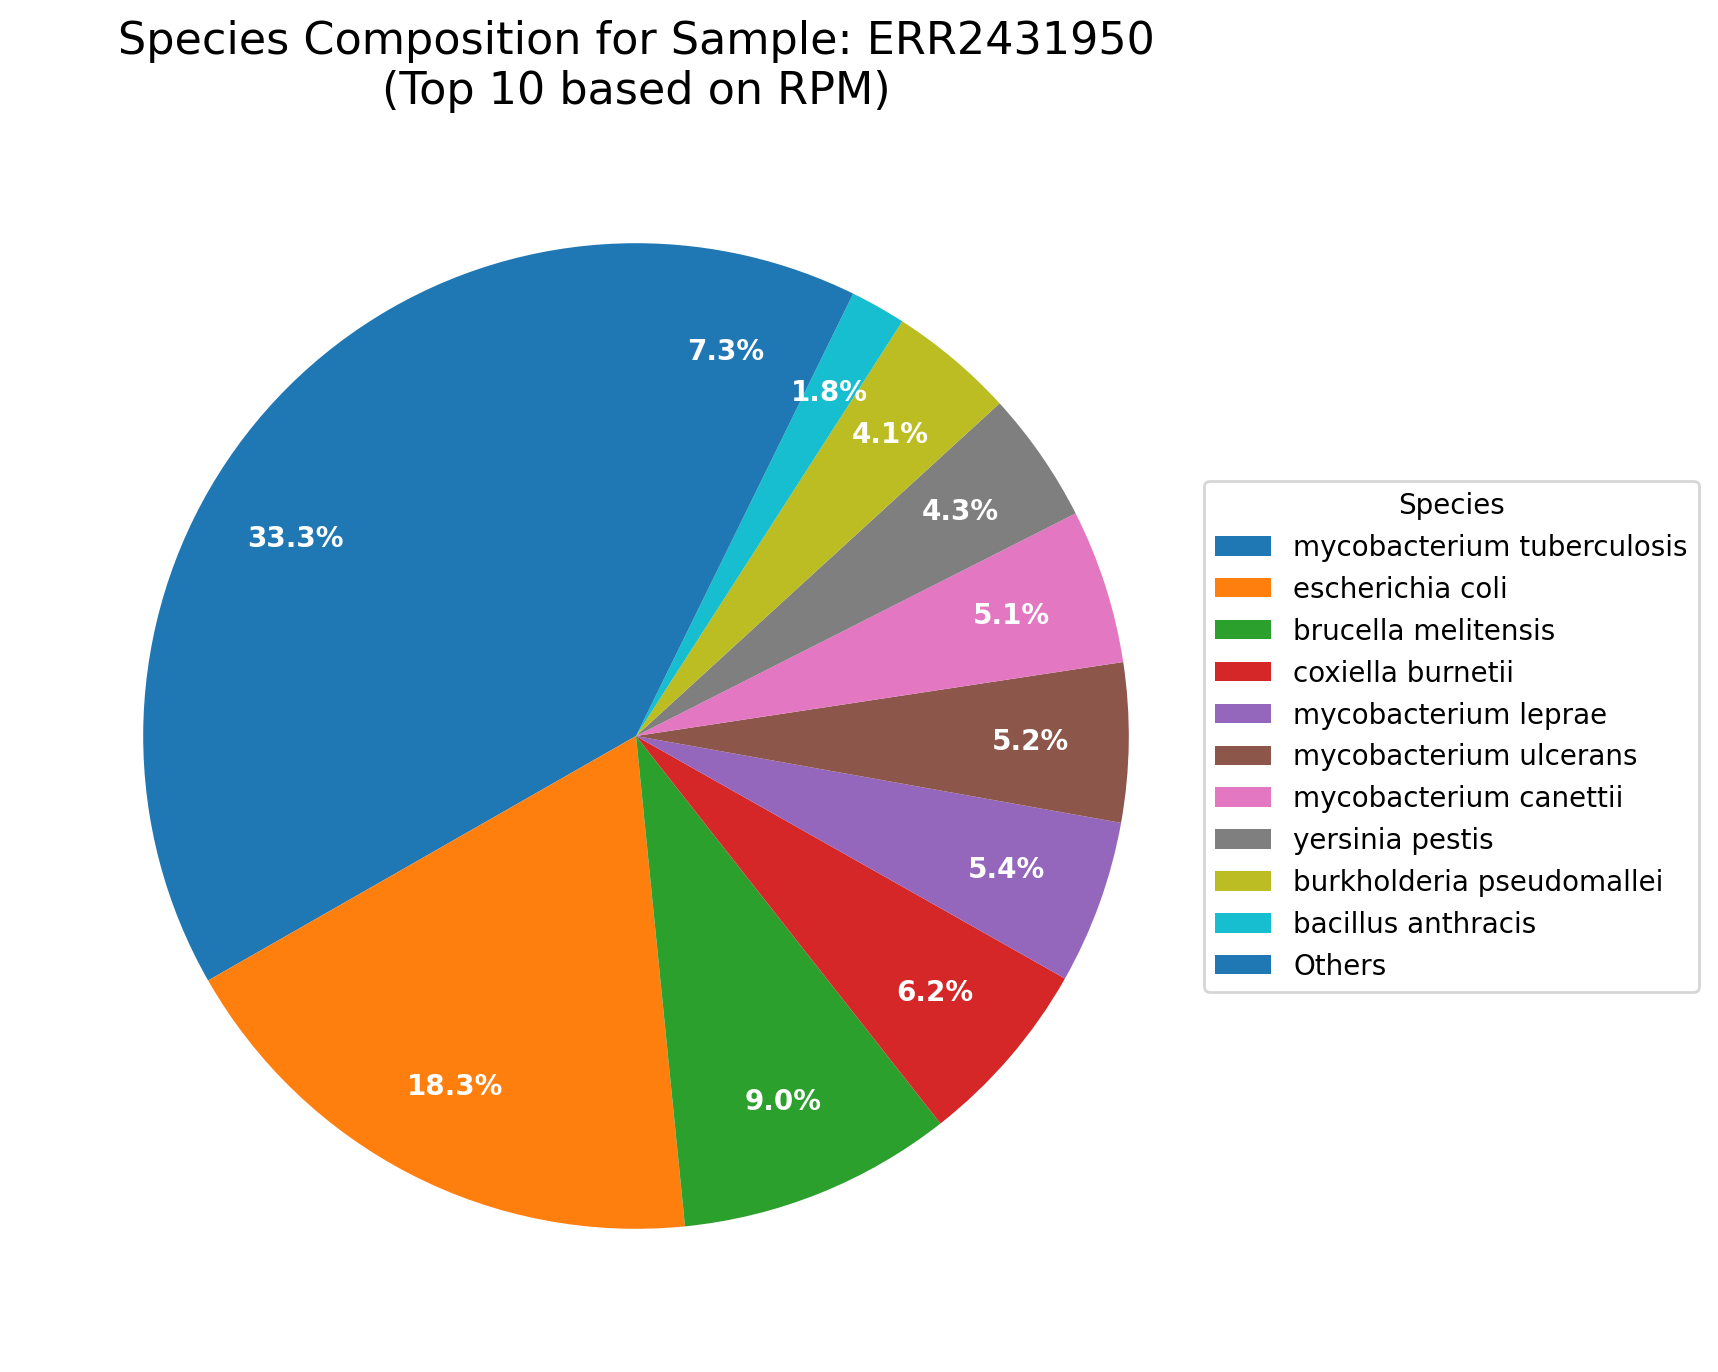 Species Composition for Sample: ERR2431950
(Top 10 based on RPM)
7.3%
1.8%
4.1%
33.3%
4.3%
5.1%
5.2%
5.4%
6.2%
18.3%
9.0%
Species
mycobacterium tuberculosis
escherichia coli
brucella melitensis
coxiella burnetii
mycobacterium leprae
mycobacterium ulcerans
mycobacterium canettii
yersinia pestis
burkholderia pseudomallei
bacillus anthracis
Others